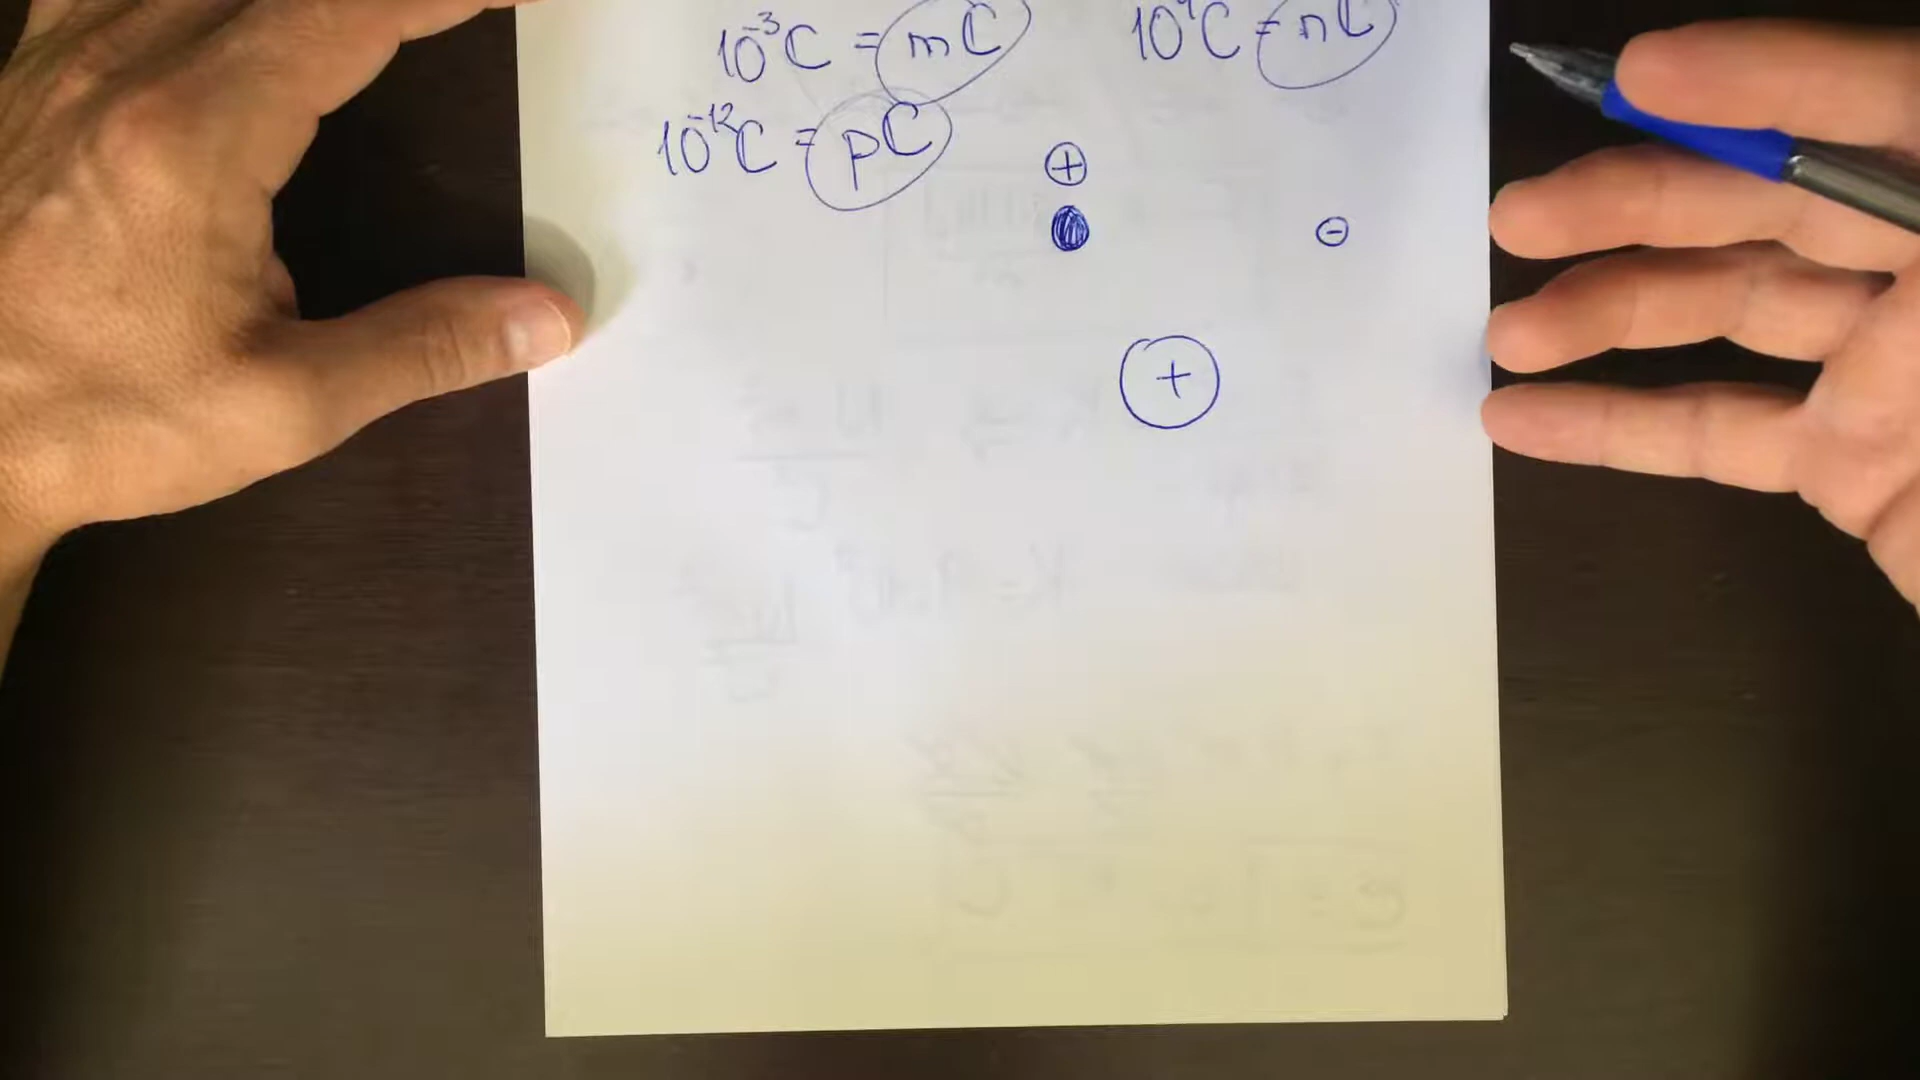 10⁻³C = mC 10⁻⁹C = nC
10⁻¹²C = pC
+
-
+